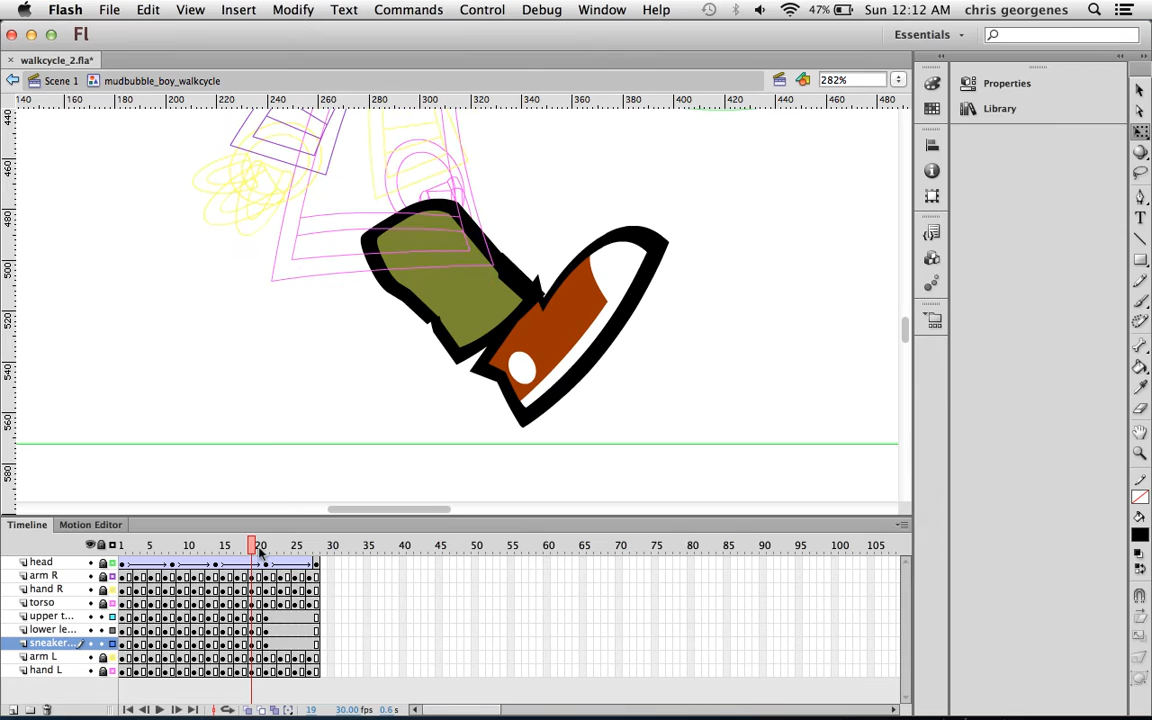 Flash File Edit View Insert Modify Text Commands Control Debug Window Help 47% Sun 12:12 AM chris georgenes
Fl Essentials
walkcycle_2.fla*
Scene 1 mudbubble_boy_walkcycle 282%
140 160 180 200 220 240 260 280 300 320 340 360 380 400 420 440 460 480
440
460
480
500
520
540
560
580
Properties
Library
Timeline Motion Editor
1 5 10 15 20 25 30 35 40 45 50 55 60 65 70 75 80 85 90 95 100 105
head
arm R
hand R
torso
upper t...
lower le...
sneaker...
arm L
hand L
19 30.00 fps 0.6 s